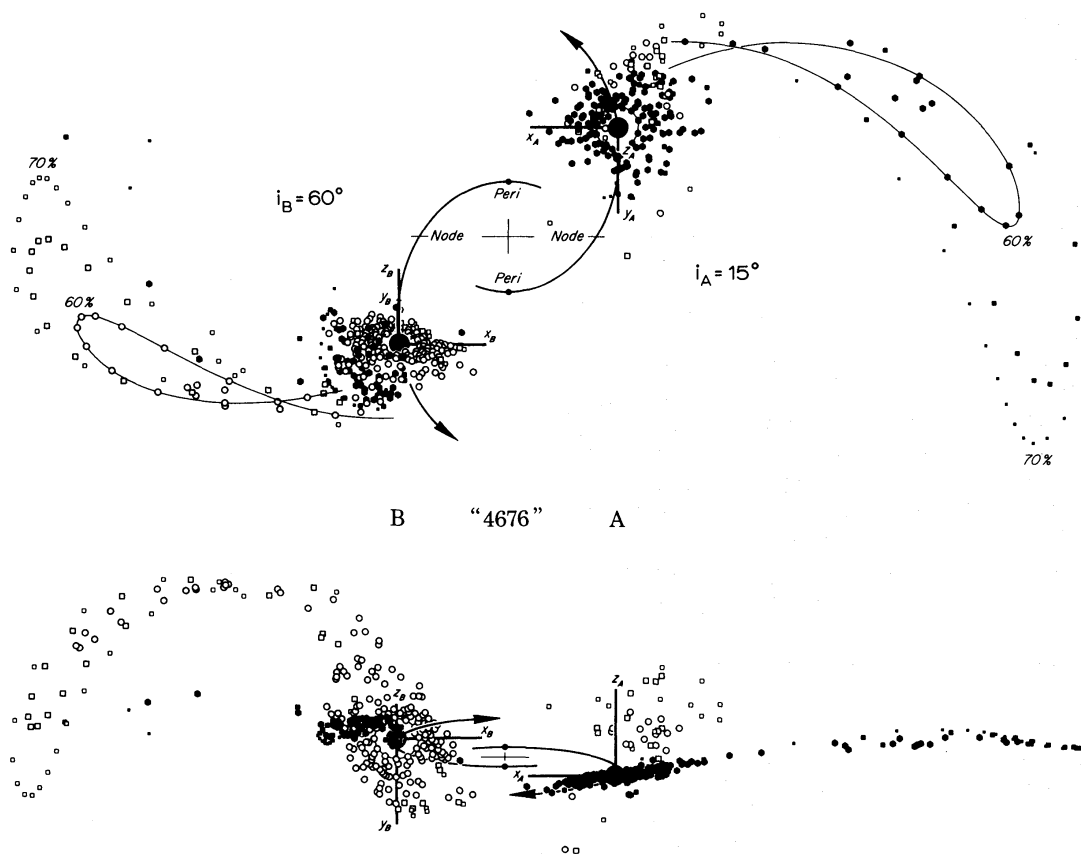 70%
i_B = 60°
Peri
Node
Node
Peri
x_A
z_A
y_A
60%
i_A = 15°
z_B
y_B
x_B
60%
70%
B "4676" A
z_B
x_B
y_B
z_A
x_A